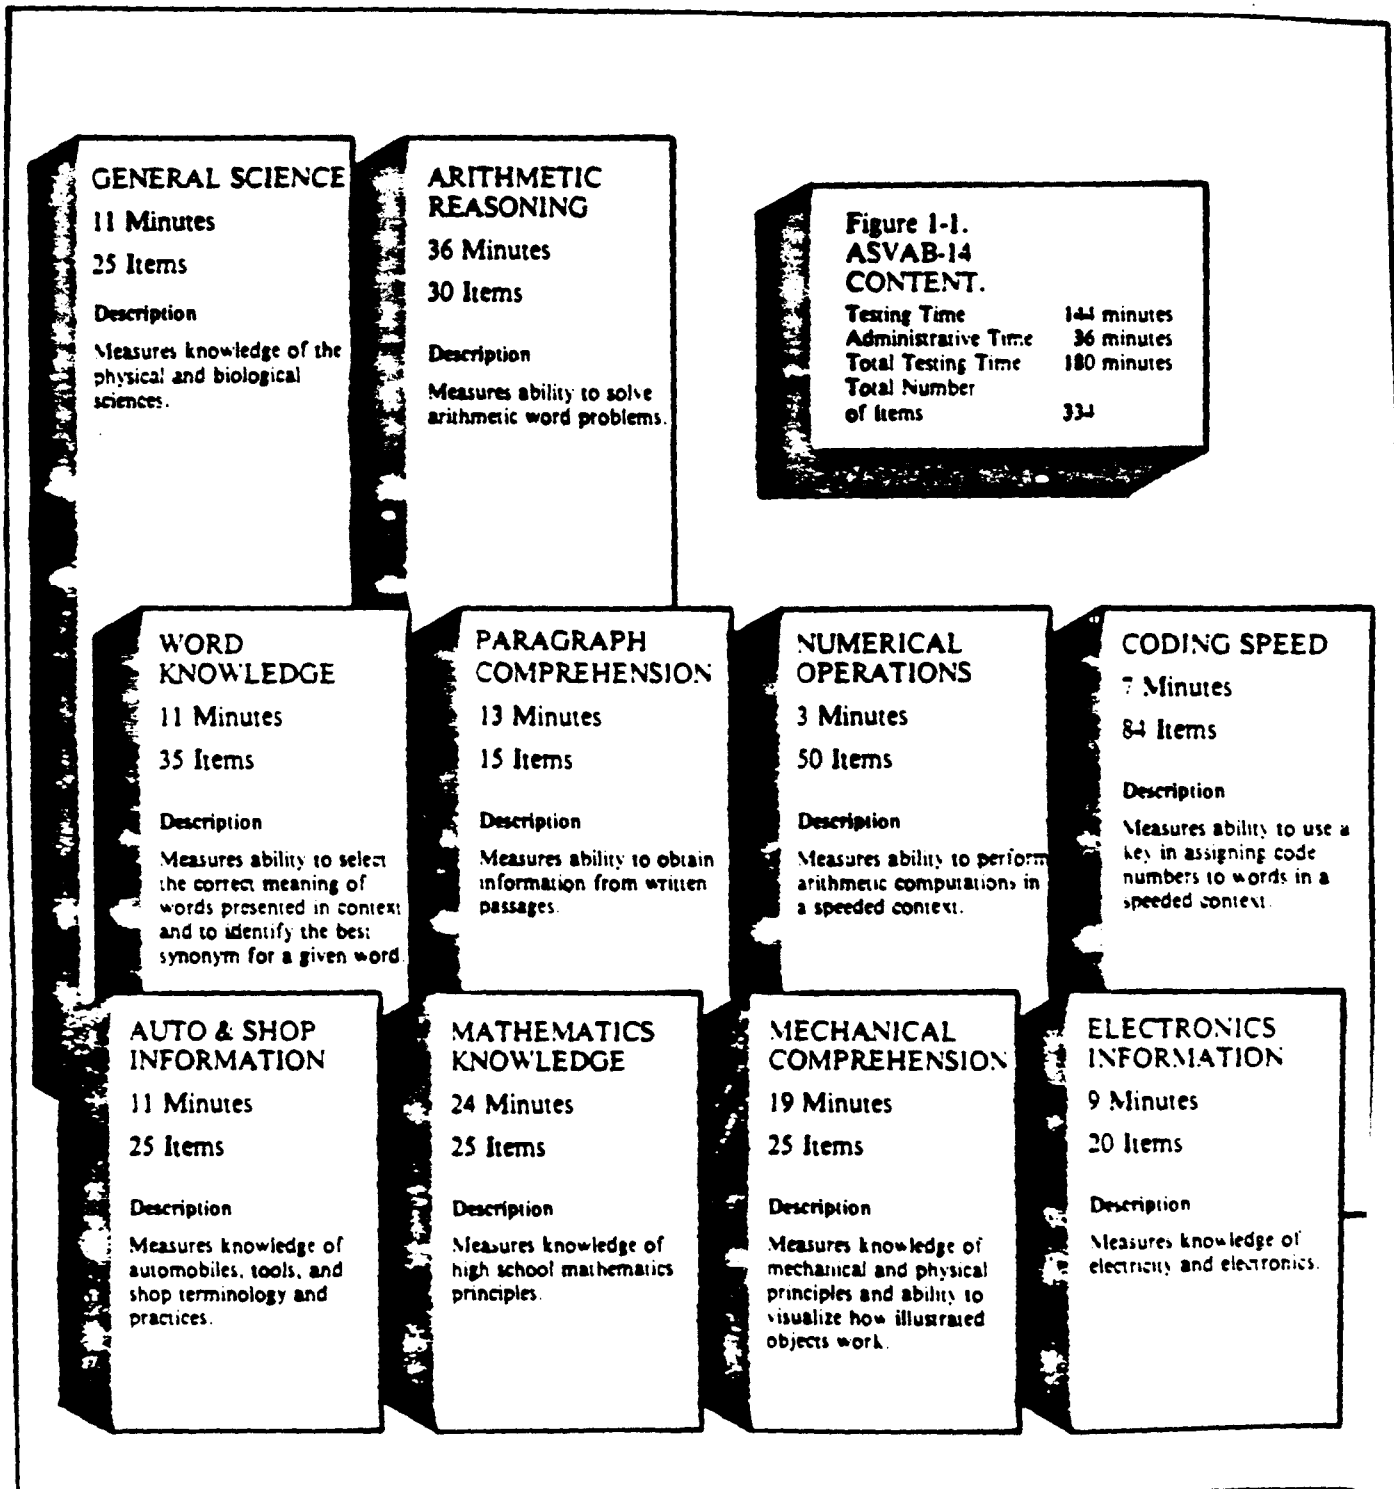 GENERAL SCIENCE
11 Minutes
25 Items
Description
Measures knowledge of the
physical and biological
sciences.
ARITHMETIC
REASONING
36 Minutes
30 Items
Description
Measures ability to solve
arithmetic word problems.
Figure 1-1.
ASVAB-14
CONTENT.
Testing Time 144 minutes
Administrative Time 36 minutes
Total Testing Time 180 minutes
Total Number
of Items 334
WORD
KNOWLEDGE
11 Minutes
35 Items
Description
Measures ability to select
the correct meaning of
words presented in context
and to identify the best
synonym for a given word.
PARAGRAPH
COMPREHENSION
13 Minutes
15 Items
Description
Measures ability to obtain
information from written
passages.
NUMERICAL
OPERATIONS
3 Minutes
50 Items
Description
Measures ability to perform
arithmetic computations in
a speeded context.
CODING SPEED
7 Minutes
84 Items
Description
Measures ability to use a
key in assigning code
numbers to words in a
speeded context.
AUTO & SHOP
INFORMATION
11 Minutes
25 Items
Description
Measures knowledge of
automobiles, tools, and
shop terminology and
practices.
MATHEMATICS
KNOWLEDGE
24 Minutes
25 Items
Description
Measures knowledge of
high school mathematics
principles.
MECHANICAL
COMPREHENSION
19 Minutes
25 Items
Description
Measures knowledge of
mechanical and physical
principles and ability to
visualize how illustrated
objects work.
ELECTRONICS
INFORMATION
9 Minutes
20 Items
Description
Measures knowledge of
electricity and electronics.